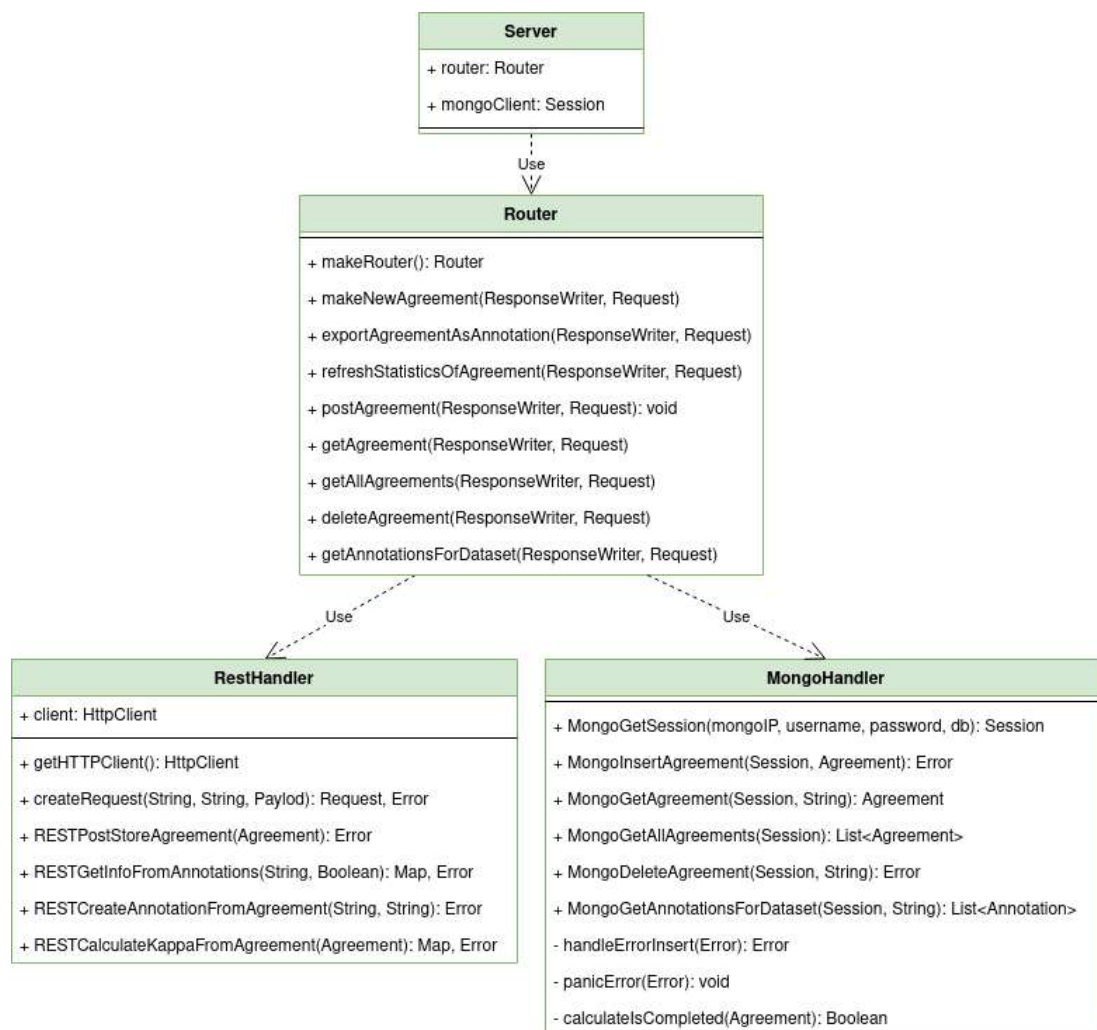 Server
+ router: Router
+ mongoClient: Session
Use
Router
+ makeRouter(): Router
+ makeNewAgreement(ResponseWriter, Request)
+ exportAgreementAsAnnotation(ResponseWriter, Request)
+ refreshStatisticsOfAgreement(ResponseWriter, Request)
+ postAgreement(ResponseWriter, Request): void
+ getAgreement(ResponseWriter, Request)
+ getAllAgreements(ResponseWriter, Request)
+ deleteAgreement(ResponseWriter, Request)
+ getAnnotationsForDataset(ResponseWriter, Request)
Use
Use
RestHandler
+ client: HttpClient
+ getHTTPClient(): HttpClient
+ createRequest(String, String, Paylod): Request, Error
+ RESTPostStoreAgreement(Agreement): Error
+ RESTGetInfoFromAnnotations(String, Boolean): Map, Error
+ RESTCreateAnnotationFromAgreement(String, String): Error
+ RESTCalculateKappaFromAgreement(Agreement): Map, Error
MongoHandler
+ MongoGetSession(mongoIP, username, password, db): Session
+ MongoInsertAgreement(Session, Agreement): Error
+ MongoGetAgreement(Session, String): Agreement
+ MongoGetAllAgreements(Session): List<Agreement>
+ MongoDeleteAgreement(Session, String): Error
+ MongoGetAnnotationsForDataset(Session, String): List<Annotation>
- handleErrorInsert(Error): Error
- panicError(Error): void
- calculateIsCompleted(Agreement): Boolean